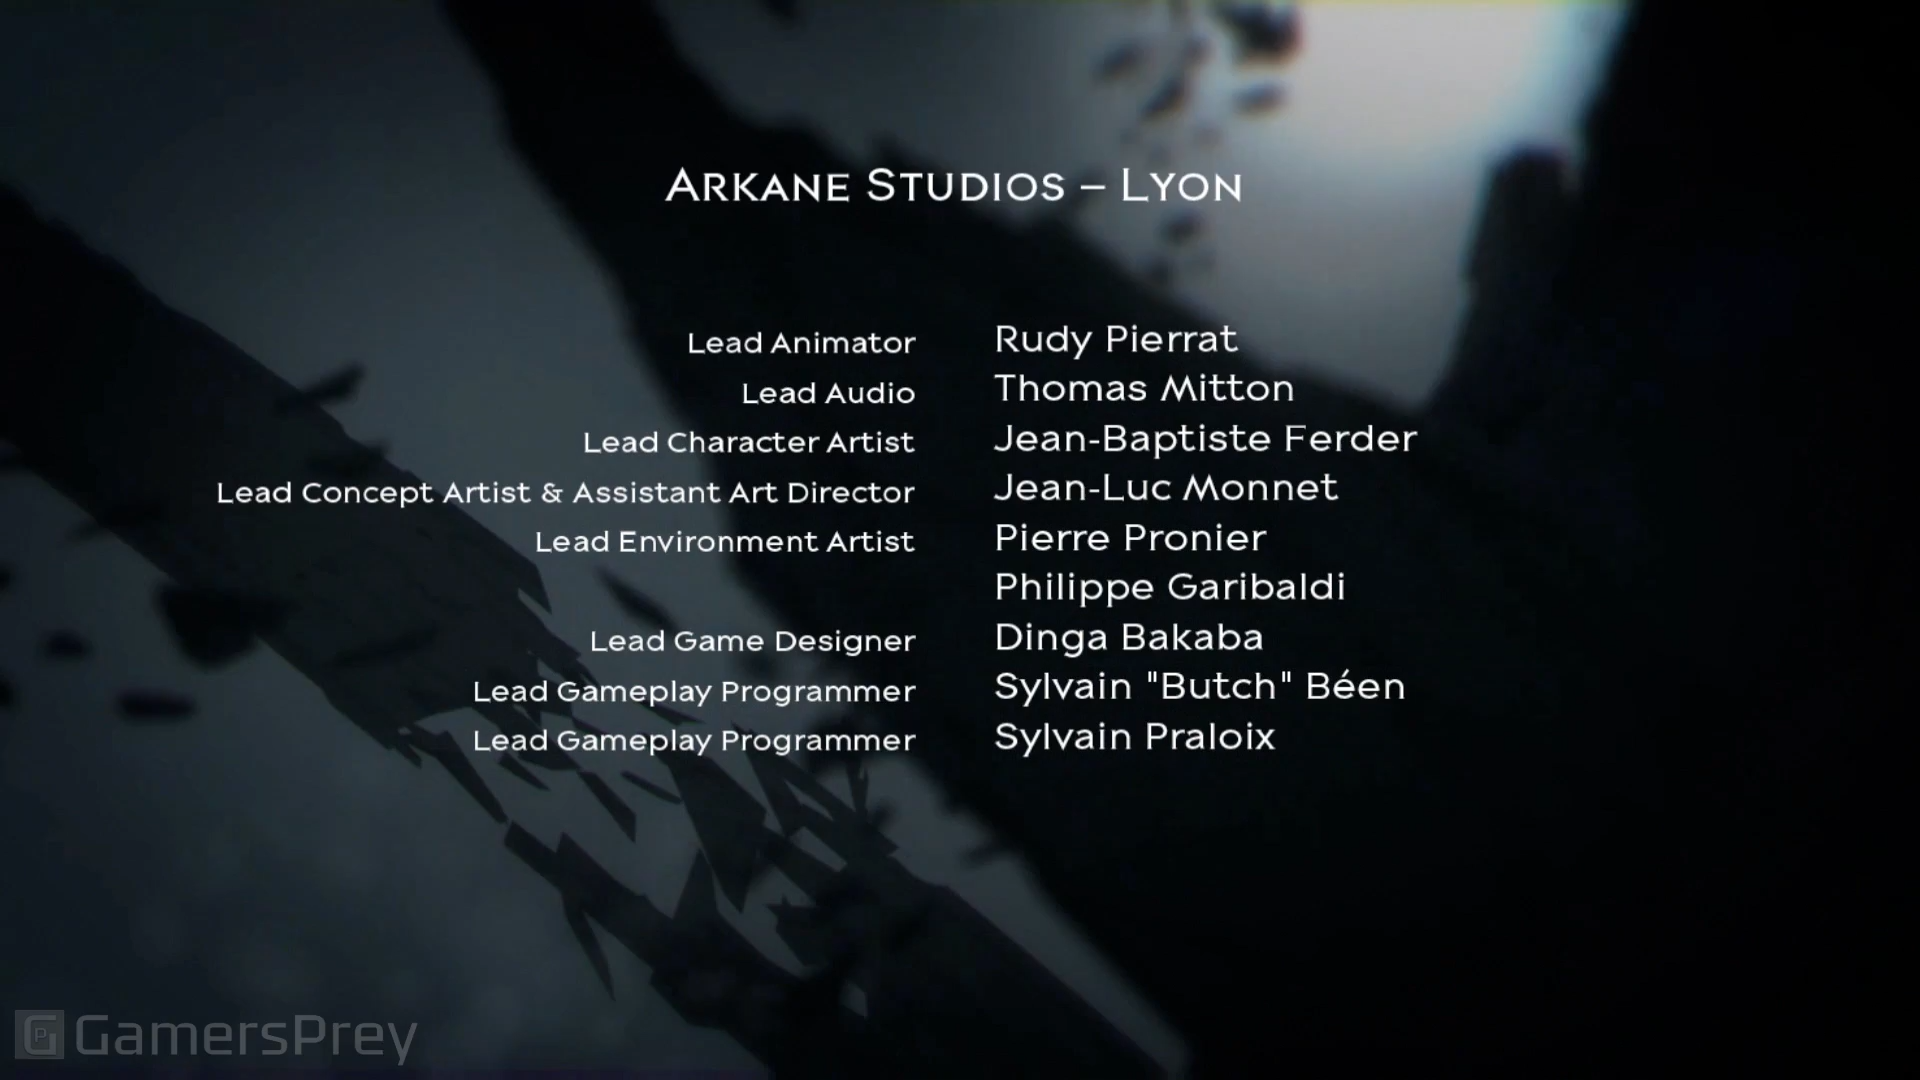 Arkane Studios – Lyon
Lead Animator Rudy Pierrat
Lead Audio Thomas Mitton
Lead Character Artist Jean-Baptiste Ferder
Lead Concept Artist & Assistant Art Director Jean-Luc Monnet
Lead Environment Artist Pierre Pronier
Philippe Garibaldi
Lead Game Designer Dinga Bakaba
Lead Gameplay Programmer Sylvain "Butch" Béen
Lead Gameplay Programmer Sylvain Praloix
GamersPrey